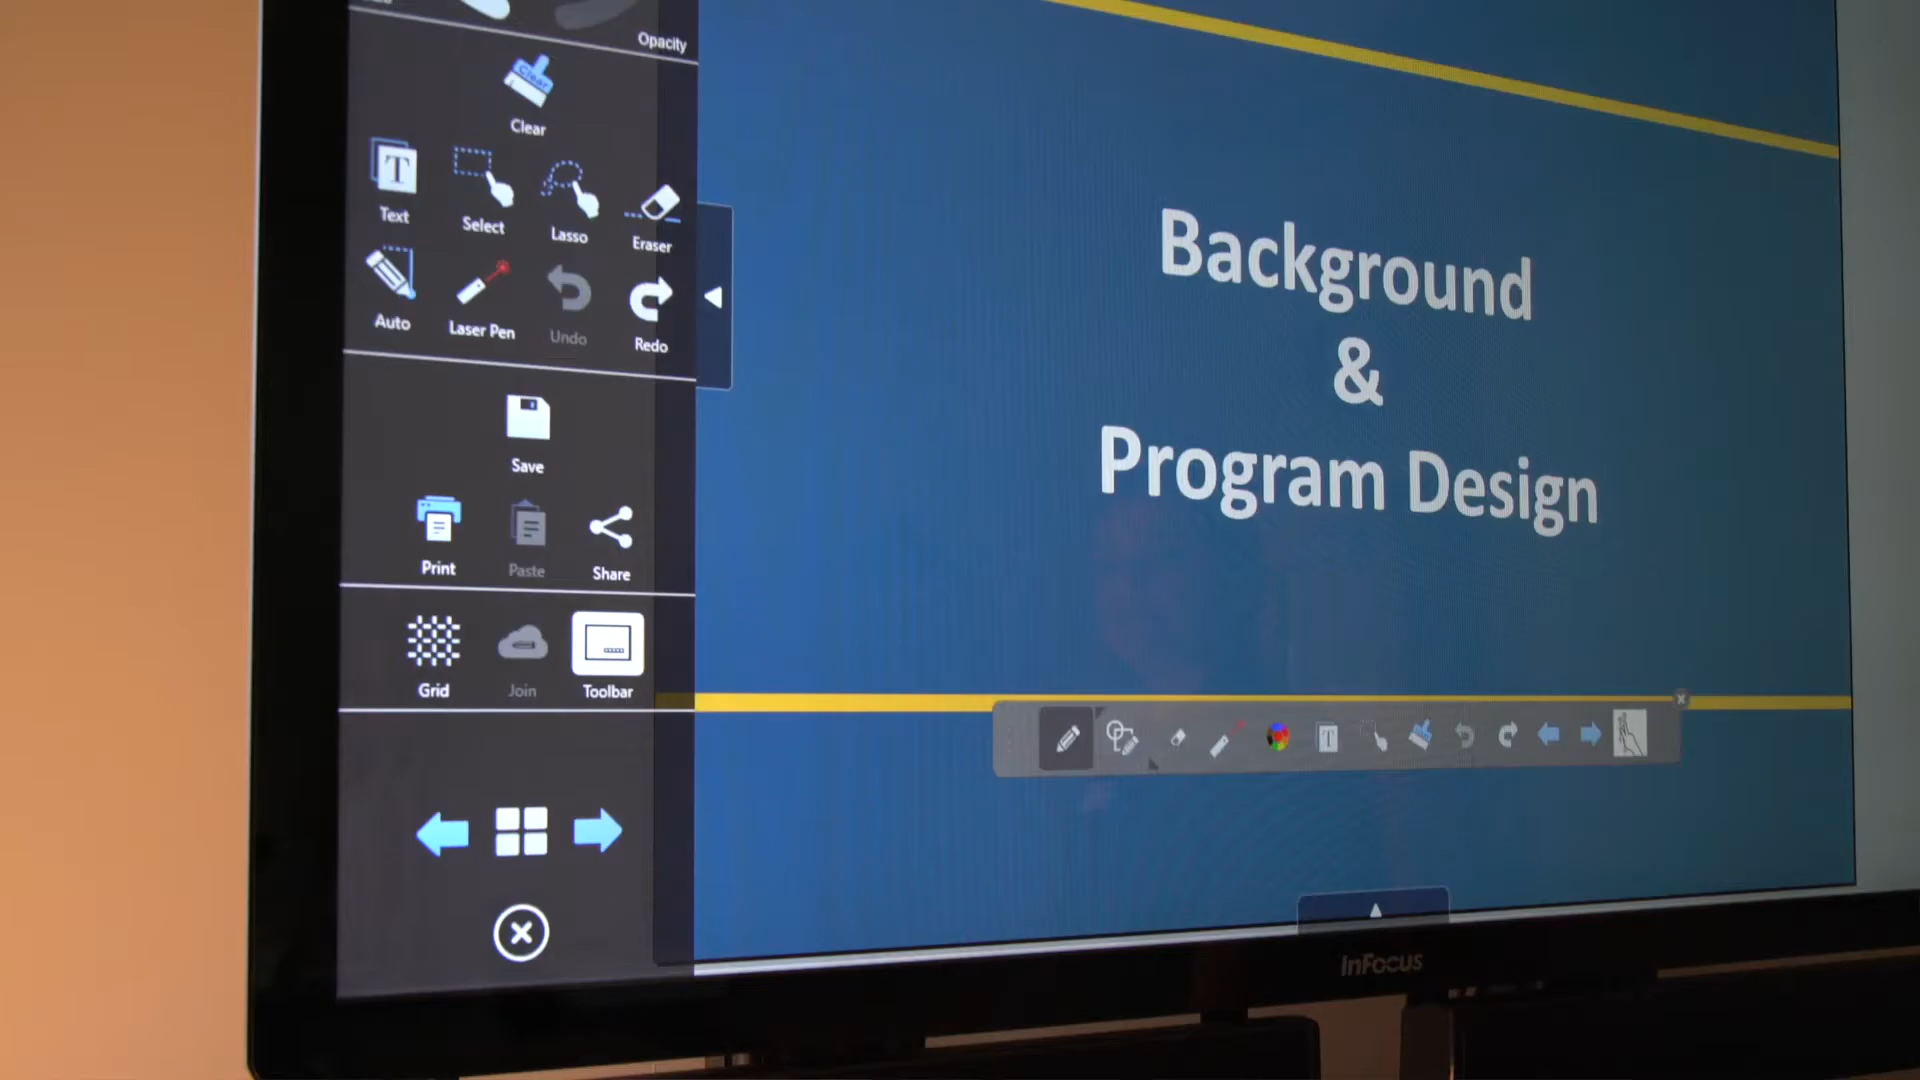 Opacity
Clear
Clear
Text Select Lasso Eraser
Auto Laser Pen Undo Redo
Save
Print Paste Share
Grid Join Toolbar
Background
&
Program Design
T
T
InFocus